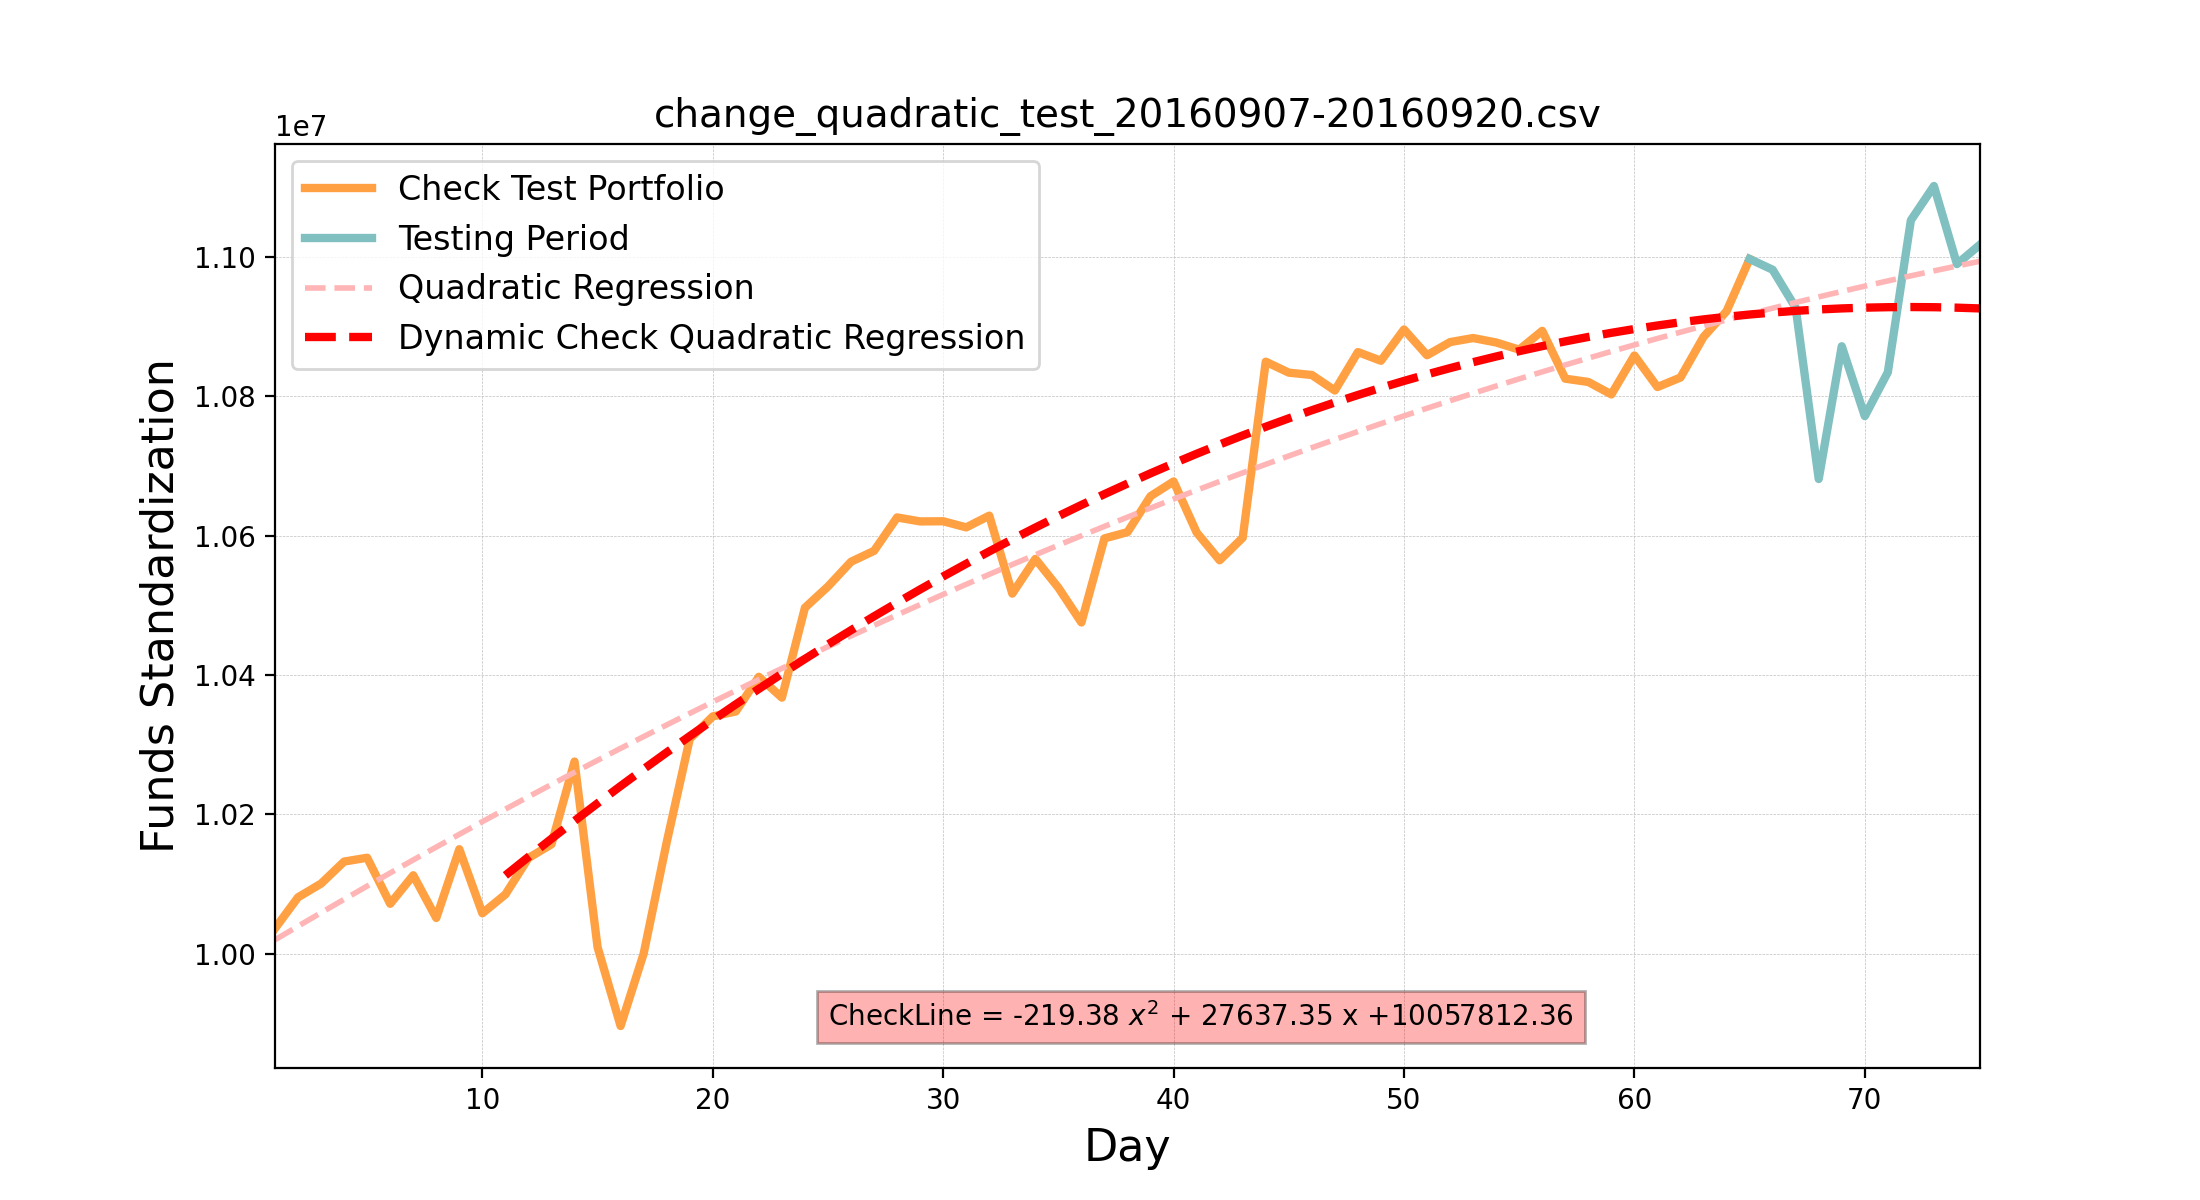 change_quadratic_test_20160907-20160920.csv
1e7
Check Test Portfolio
Testing Period
Quadratic Regression
Dynamic Check Quadratic Regression
1.10
1.08
1.06
1.04
1.02
1.00
Funds Standardization
CheckLine = -219.38 x² + 27637.35 x +10057812.36
10 20 30 40 50 60 70
Day